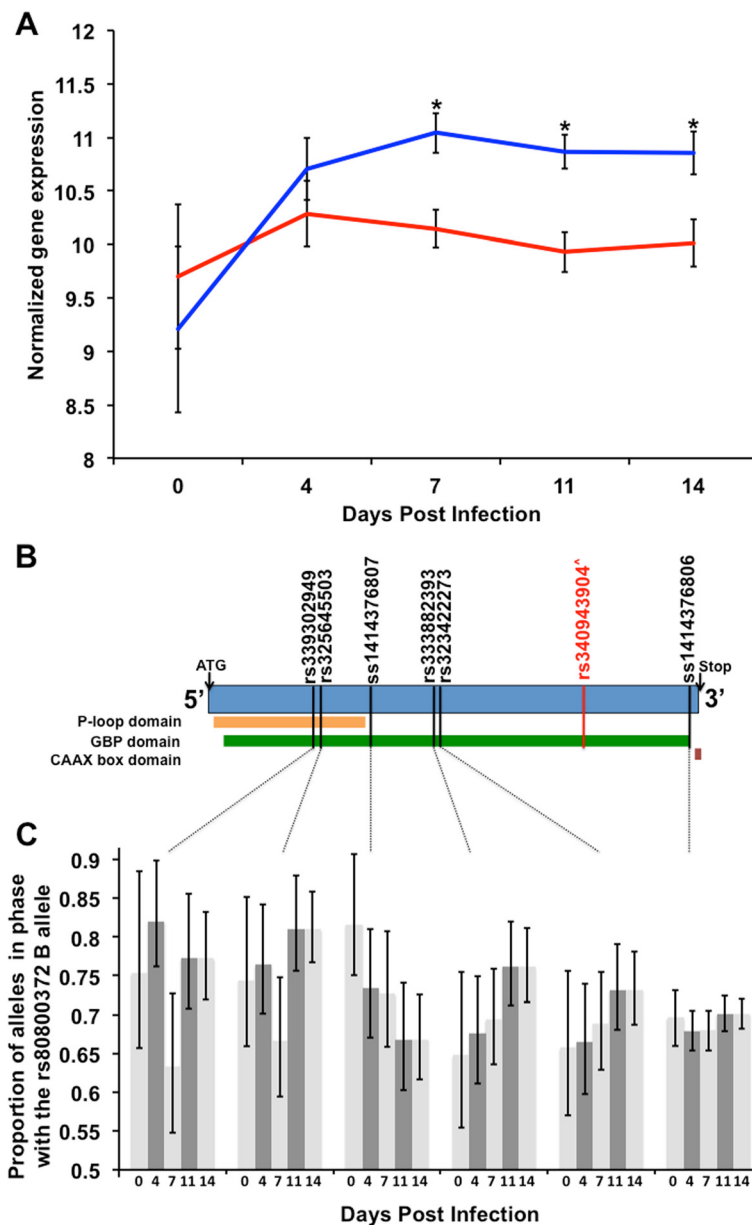 A
Normalized gene expression
12
11.5
11
10.5
10
9.5
9
8.5
8
*
*
*
0 4 7 11 14
Days Post Infection
B
rs339302949
rs325645503
ss1414376807
rs333882393
rs323422273
rs340943904^
ss1414376806
ATG
Stop
5’
3’
P-loop domain
GBP domain
CAAX box domain
C
Proportion of alleles in phase
with the rs80800372 B allele
0.9
0.85
0.8
0.75
0.7
0.65
0.6
0.55
0.5
0 4 7 11 14 0 4 7 11 14 0 4 7 11 14 0 4 7 11 14 0 4 7 11 14 0 4 7 11 14
Days Post Infection